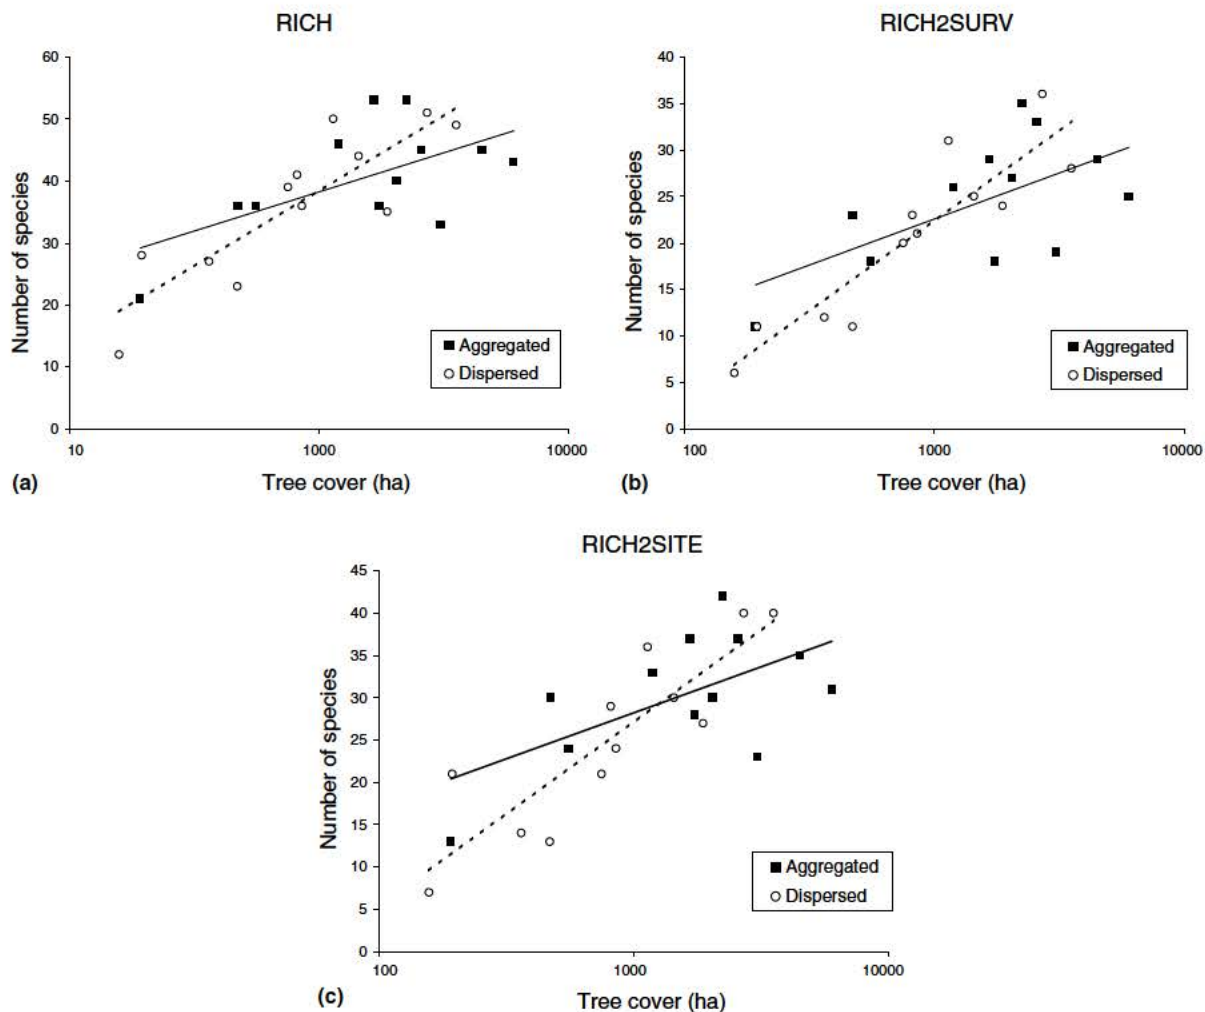 RICH
60
50
40
30
20
10
0
Number of species
Aggregated
Dispersed
10
1000
10000
Tree cover (ha)
(a)
RICH2SURV
40
35
30
25
20
15
10
5
0
Number of species
Aggregated
Dispersed
100
1000
10000
Tree cover (ha)
(b)
RICH2SITE
45
40
35
30
25
20
15
10
5
0
Number of species
Aggregated
Dispersed
100
1000
10000
Tree cover (ha)
(c)